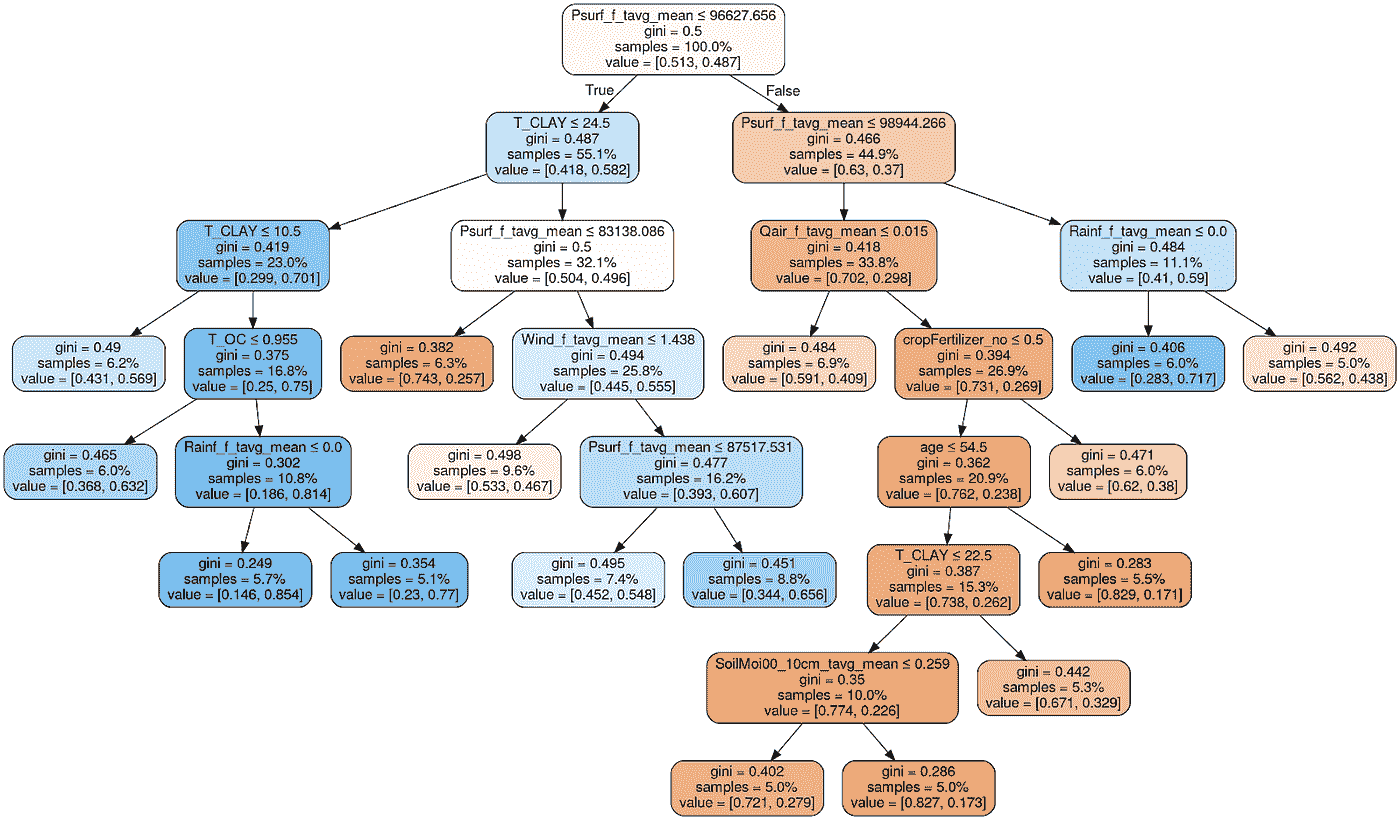 Psurf_f_tavg_mean ≤ 96627.656
gini = 0.5
samples = 100.0%
value = [0.513, 0.487]
True
False
T_CLAY ≤ 24.5
gini = 0.487
samples = 55.1%
value = [0.418, 0.582]
Psurf_f_tavg_mean ≤ 98944.266
gini = 0.466
samples = 44.9%
value = [0.63, 0.37]
T_CLAY ≤ 10.5
gini = 0.419
samples = 23.0%
value = [0.299, 0.701]
Psurf_f_tavg_mean ≤ 83138.086
gini = 0.5
samples = 32.1%
value = [0.504, 0.496]
Qair_f_tavg_mean ≤ 0.015
gini = 0.418
samples = 33.8%
value = [0.702, 0.298]
Rainf_f_tavg_mean ≤ 0.0
gini = 0.484
samples = 11.1%
value = [0.41, 0.59]
gini = 0.49
samples = 6.2%
value = [0.431, 0.569]
T_OC ≤ 0.955
gini = 0.375
samples = 16.8%
value = [0.25, 0.75]
gini = 0.382
samples = 6.3%
value = [0.743, 0.257]
Wind_f_tavg_mean ≤ 1.438
gini = 0.494
samples = 25.8%
value = [0.445, 0.555]
gini = 0.484
samples = 6.9%
value = [0.591, 0.409]
cropFertilizer_no ≤ 0.5
gini = 0.394
samples = 26.9%
value = [0.731, 0.269]
gini = 0.406
samples = 6.0%
value = [0.283, 0.717]
gini = 0.492
samples = 5.0%
value = [0.562, 0.438]
gini = 0.465
samples = 6.0%
value = [0.368, 0.632]
Rainf_f_tavg_mean ≤ 0.0
gini = 0.302
samples = 10.8%
value = [0.186, 0.814]
gini = 0.498
samples = 9.6%
value = [0.533, 0.467]
Psurf_f_tavg_mean ≤ 87517.531
gini = 0.477
samples = 16.2%
value = [0.393, 0.607]
age ≤ 54.5
gini = 0.362
samples = 20.9%
value = [0.762, 0.238]
gini = 0.471
samples = 6.0%
value = [0.62, 0.38]
gini = 0.249
samples = 5.7%
value = [0.146, 0.854]
gini = 0.354
samples = 5.1%
value = [0.23, 0.77]
gini = 0.495
samples = 7.4%
value = [0.452, 0.548]
gini = 0.451
samples = 8.8%
value = [0.344, 0.656]
T_CLAY ≤ 22.5
gini = 0.387
samples = 15.3%
value = [0.738, 0.262]
gini = 0.283
samples = 5.5%
value = [0.829, 0.171]
SoilMoi00_10cm_tavg_mean ≤ 0.259
gini = 0.35
samples = 10.0%
value = [0.774, 0.226]
gini = 0.442
samples = 5.3%
value = [0.671, 0.329]
gini = 0.402
samples = 5.0%
value = [0.721, 0.279]
gini = 0.286
samples = 5.0%
value = [0.827, 0.173]